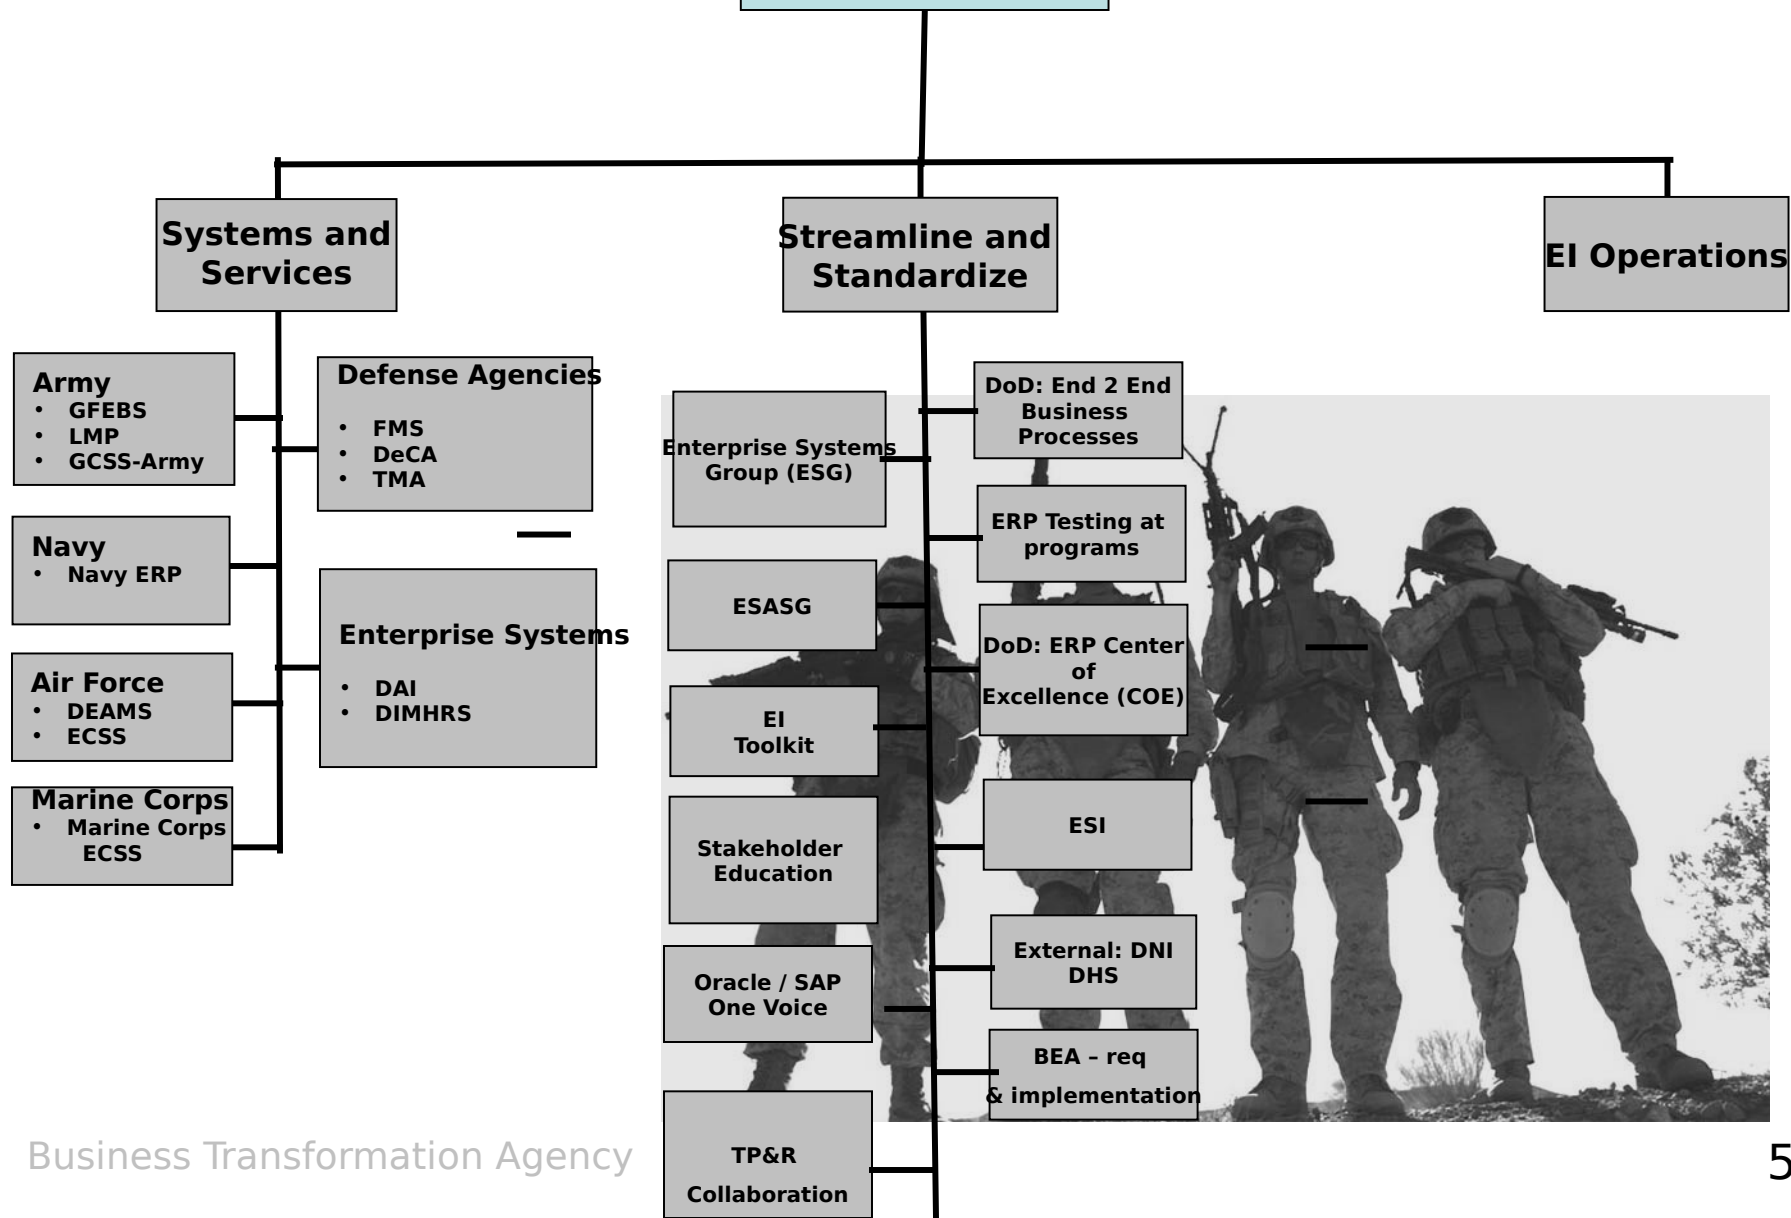 Systems and
Services
Streamline and
Standardize
EI Operations
Army
• GFEBS
• LMP
• GCSS-Army
Navy
• Navy ERP
Air Force
• DEAMS
• ECSS
Marine Corps
• Marine Corps
ECSS
Defense Agencies
• FMS
• DeCA
• TMA
Enterprise Systems
• DAI
• DIMHRS
Enterprise Systems
Group (ESG)
ESASG
EI
Toolkit
Stakeholder
Education
Oracle / SAP
One Voice
TP&R
Collaboration
DoD: End 2 End
Business
Processes
ERP Testing at
programs
DoD: ERP Center
of
Excellence (COE)
ESI
External: DNI
DHS
BEA – req
& implementation
Business Transformation Agency
5